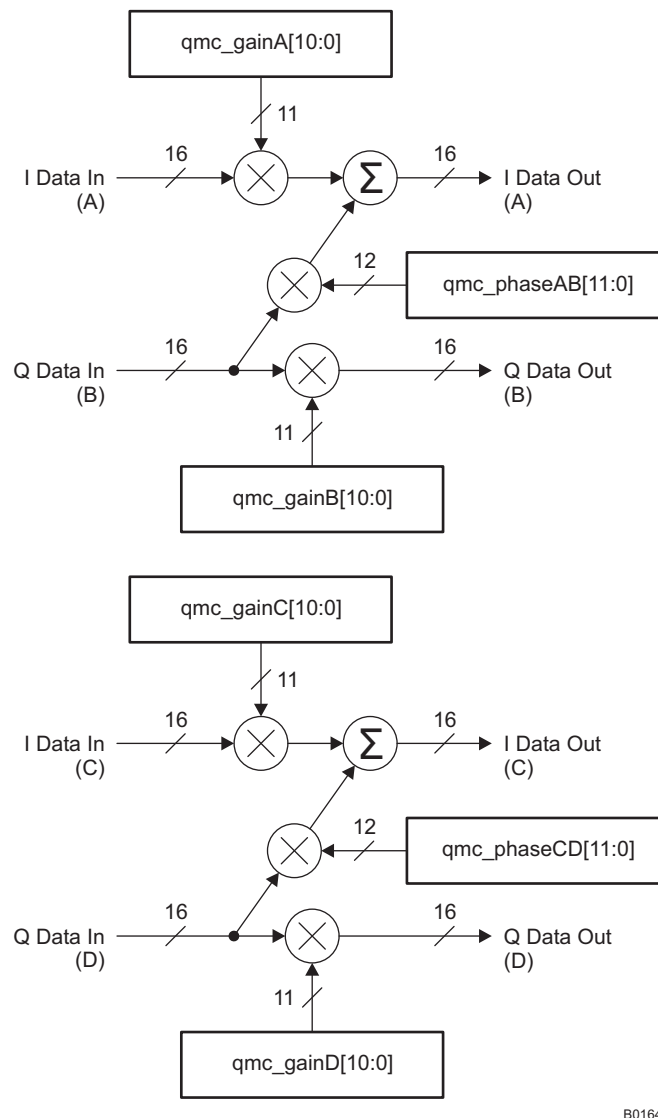 qmc_gainA[10:0]
11
16
16
I Data In
(A)
Σ
I Data Out
(A)
12
qmc_phaseAB[11:0]
16
16
Q Data In
(B)
Q Data Out
(B)
11
qmc_gainB[10:0]
qmc_gainC[10:0]
11
16
16
I Data In
(C)
Σ
I Data Out
(C)
12
qmc_phaseCD[11:0]
16
16
Q Data In
(D)
Q Data Out
(D)
11
qmc_gainD[10:0]